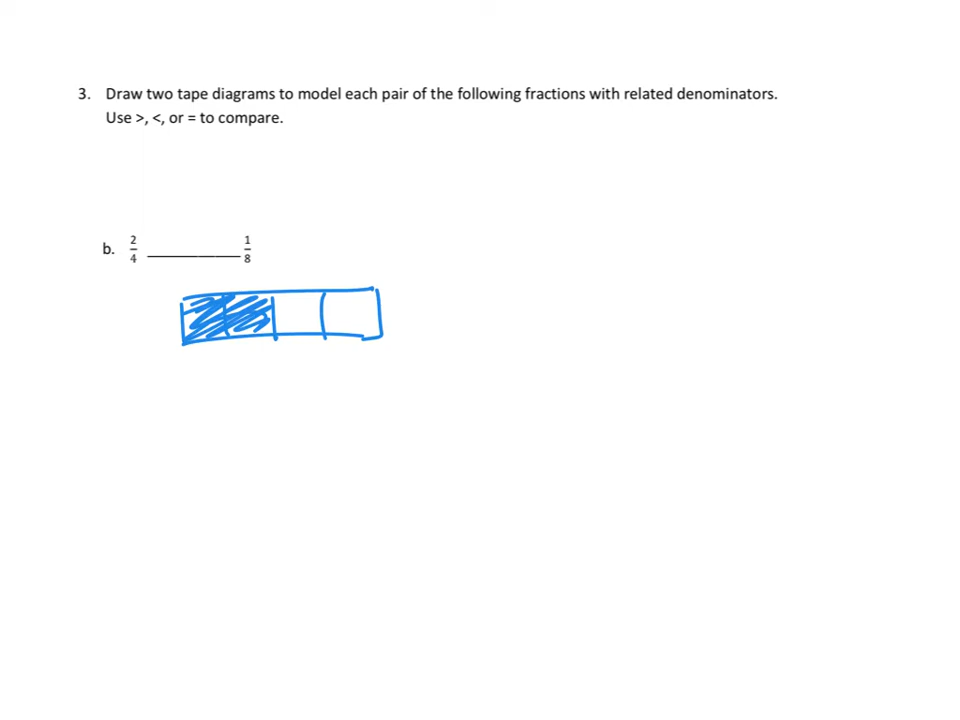 3. Draw two tape diagrams to model each pair of the following fractions with related denominators.
Use >, <, or = to compare.
b. 2/4 ________ 1/8